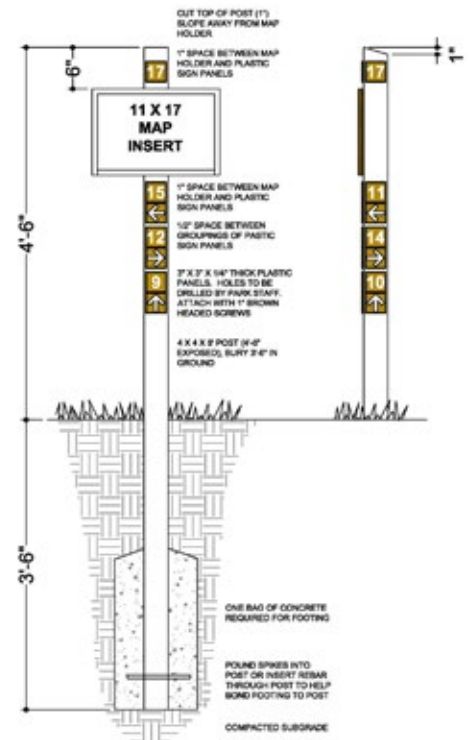 CUT TOP OF POST (1")
SLOPE AWAY FROM MAP
HOLDER
1"
6"
17
17
1" SPACE BETWEEN MAP
HOLDER AND PLASTIC
SIGN PANELS
11 X 17
MAP
INSERT
4'-6"
15
1" SPACE BETWEEN MAP
HOLDER AND PLASTIC
SIGN PANELS
11
12
1/2" SPACE BETWEEN
GROUPINGS OF PASTIC
SIGN PANELS
14
9
3" X 3" X 1/4" THICK PLASTIC
PANELS. HOLES TO BE
DRILLED BY PARK STAFF.
ATTACH WITH 1" BROWN
HEADED SCREWS
10
4 X 4 X 8' POST (4'-6"
EXPOSED), BURY 3'-6" IN
GROUND
3'-6"
ONE BAG OF CONCRETE
REQUIRED FOR FOOTING
POUND SPIKES INTO
POST OR INSERT REBAR
THROUGH POST TO HELP
BOND FOOTING TO POST
COMPACTED SUBGRADE